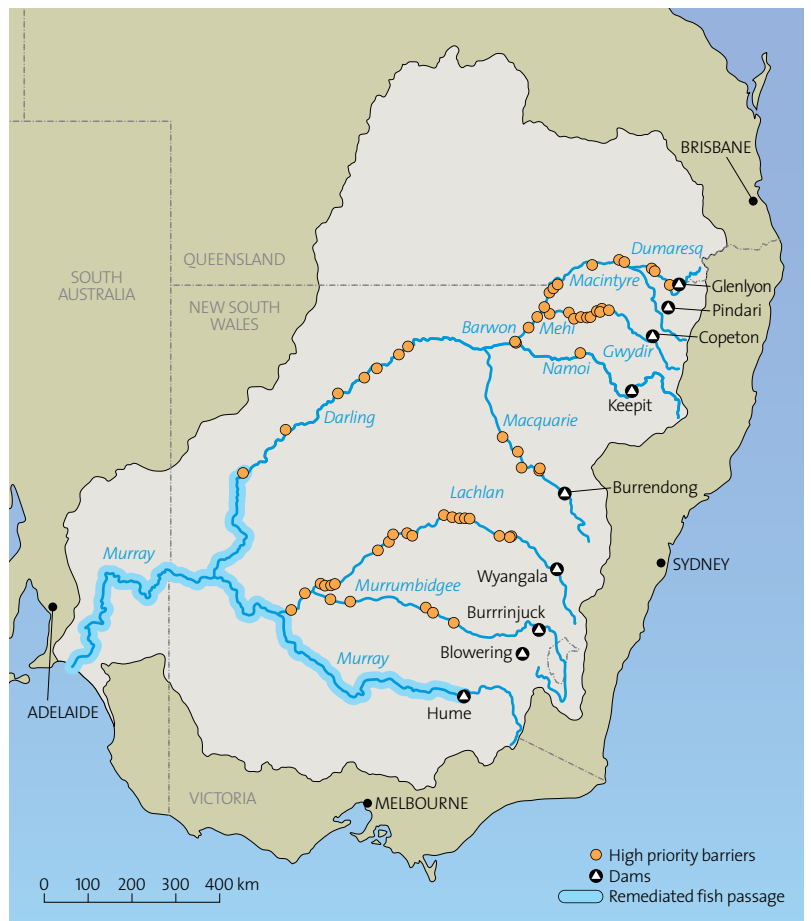 BRISBANE
Dumaresq
QUEENSLAND
SOUTH
AUSTRALIA
Macintyre
Glenlyon
NEW SOUTH
WALES
Pindari
Barwon
Mehi
Copeton
Gwydir
Namoi
Keepit
Darling
Macquarie
Burrendong
Lachlan
Murray
SYDNEY
Wyangala
Murrumbidgee
Burrrinjuck
Blowering
Murray
ADELAIDE
Hume
VICTORIA
MELBOURNE
High priority barriers
Dams
Remediated fish passage
0 100 200 300 400 km